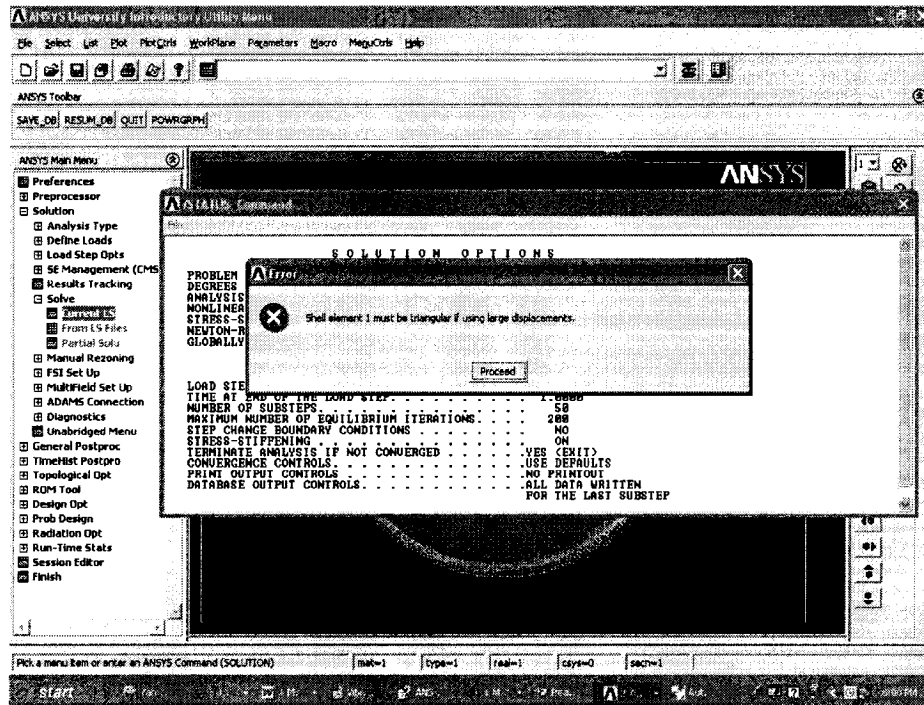 ANSYS University Introductory Utility Menu
File Select List Plot PlotCtrls WorkPlane Parameters Macro MenuCtrls Help
ANSYS Toolbar
SAVE_DB RESUM_DB QUIT POWRGRPH
ANSYS Main Menu
Preferences
Preprocessor
Solution
Analysis Type
Define Loads
Load Step Opts
SE Management (CMS
Results Tracking
Solve
Current LS
From LS Files
Partial Solu
Manual Rezoning
FSI Set Up
MultiField Set Up
ADAMS Connection
Diagnostics
Unabridged Menu
General Postproc
TimeHist Postpro
Topological Opt
ROM Tool
Design Opt
Prob Design
Radiation Opt
Run-Time Stats
Session Editor
Finish
ANSYS
1
/STATUS Command
File
SOLUTION OPTIONS
PROBLEM
DEGREES
ANALYSIS
NONLINEA
STRESS-S
NEWTON-R
GLOBALLY
Error
Shell element 1 must be triangular if using large displacements.
Proceed
LOAD STE
TIME AT END OF THE LOAD STEP. . . . . . . . . . . 1.0000
NUMBER OF SUBSTEPS. . . . . . . . . . . . . . . . 50
MAXIMUM NUMBER OF EQUILIBRIUM ITERATIONS. . . . 200
STEP CHANGE BOUNDARY CONDITIONS . . . . . . . . NO
STRESS-STIFFENING . . . . . . . . . . . . . . . . ON
TERMINATE ANALYSIS IF NOT CONVERGED . . . . . .YES (EXIT)
CONVERGENCE CONTROLS. . . . . . . . . . . . . .USE DEFAULTS
PRINT OUTPUT CONTROLS . . . . . . . . . . . . .NO PRINTOUT
DATABASE OUTPUT CONTROLS. . . . . . . . . . . .ALL DATA WRITTEN
FOR THE LAST SUBSTEP
Pick a menu item or enter an ANSYS Command (SOLUTION)
mat=1
type=1
real=1
csys=0
secn=1
start